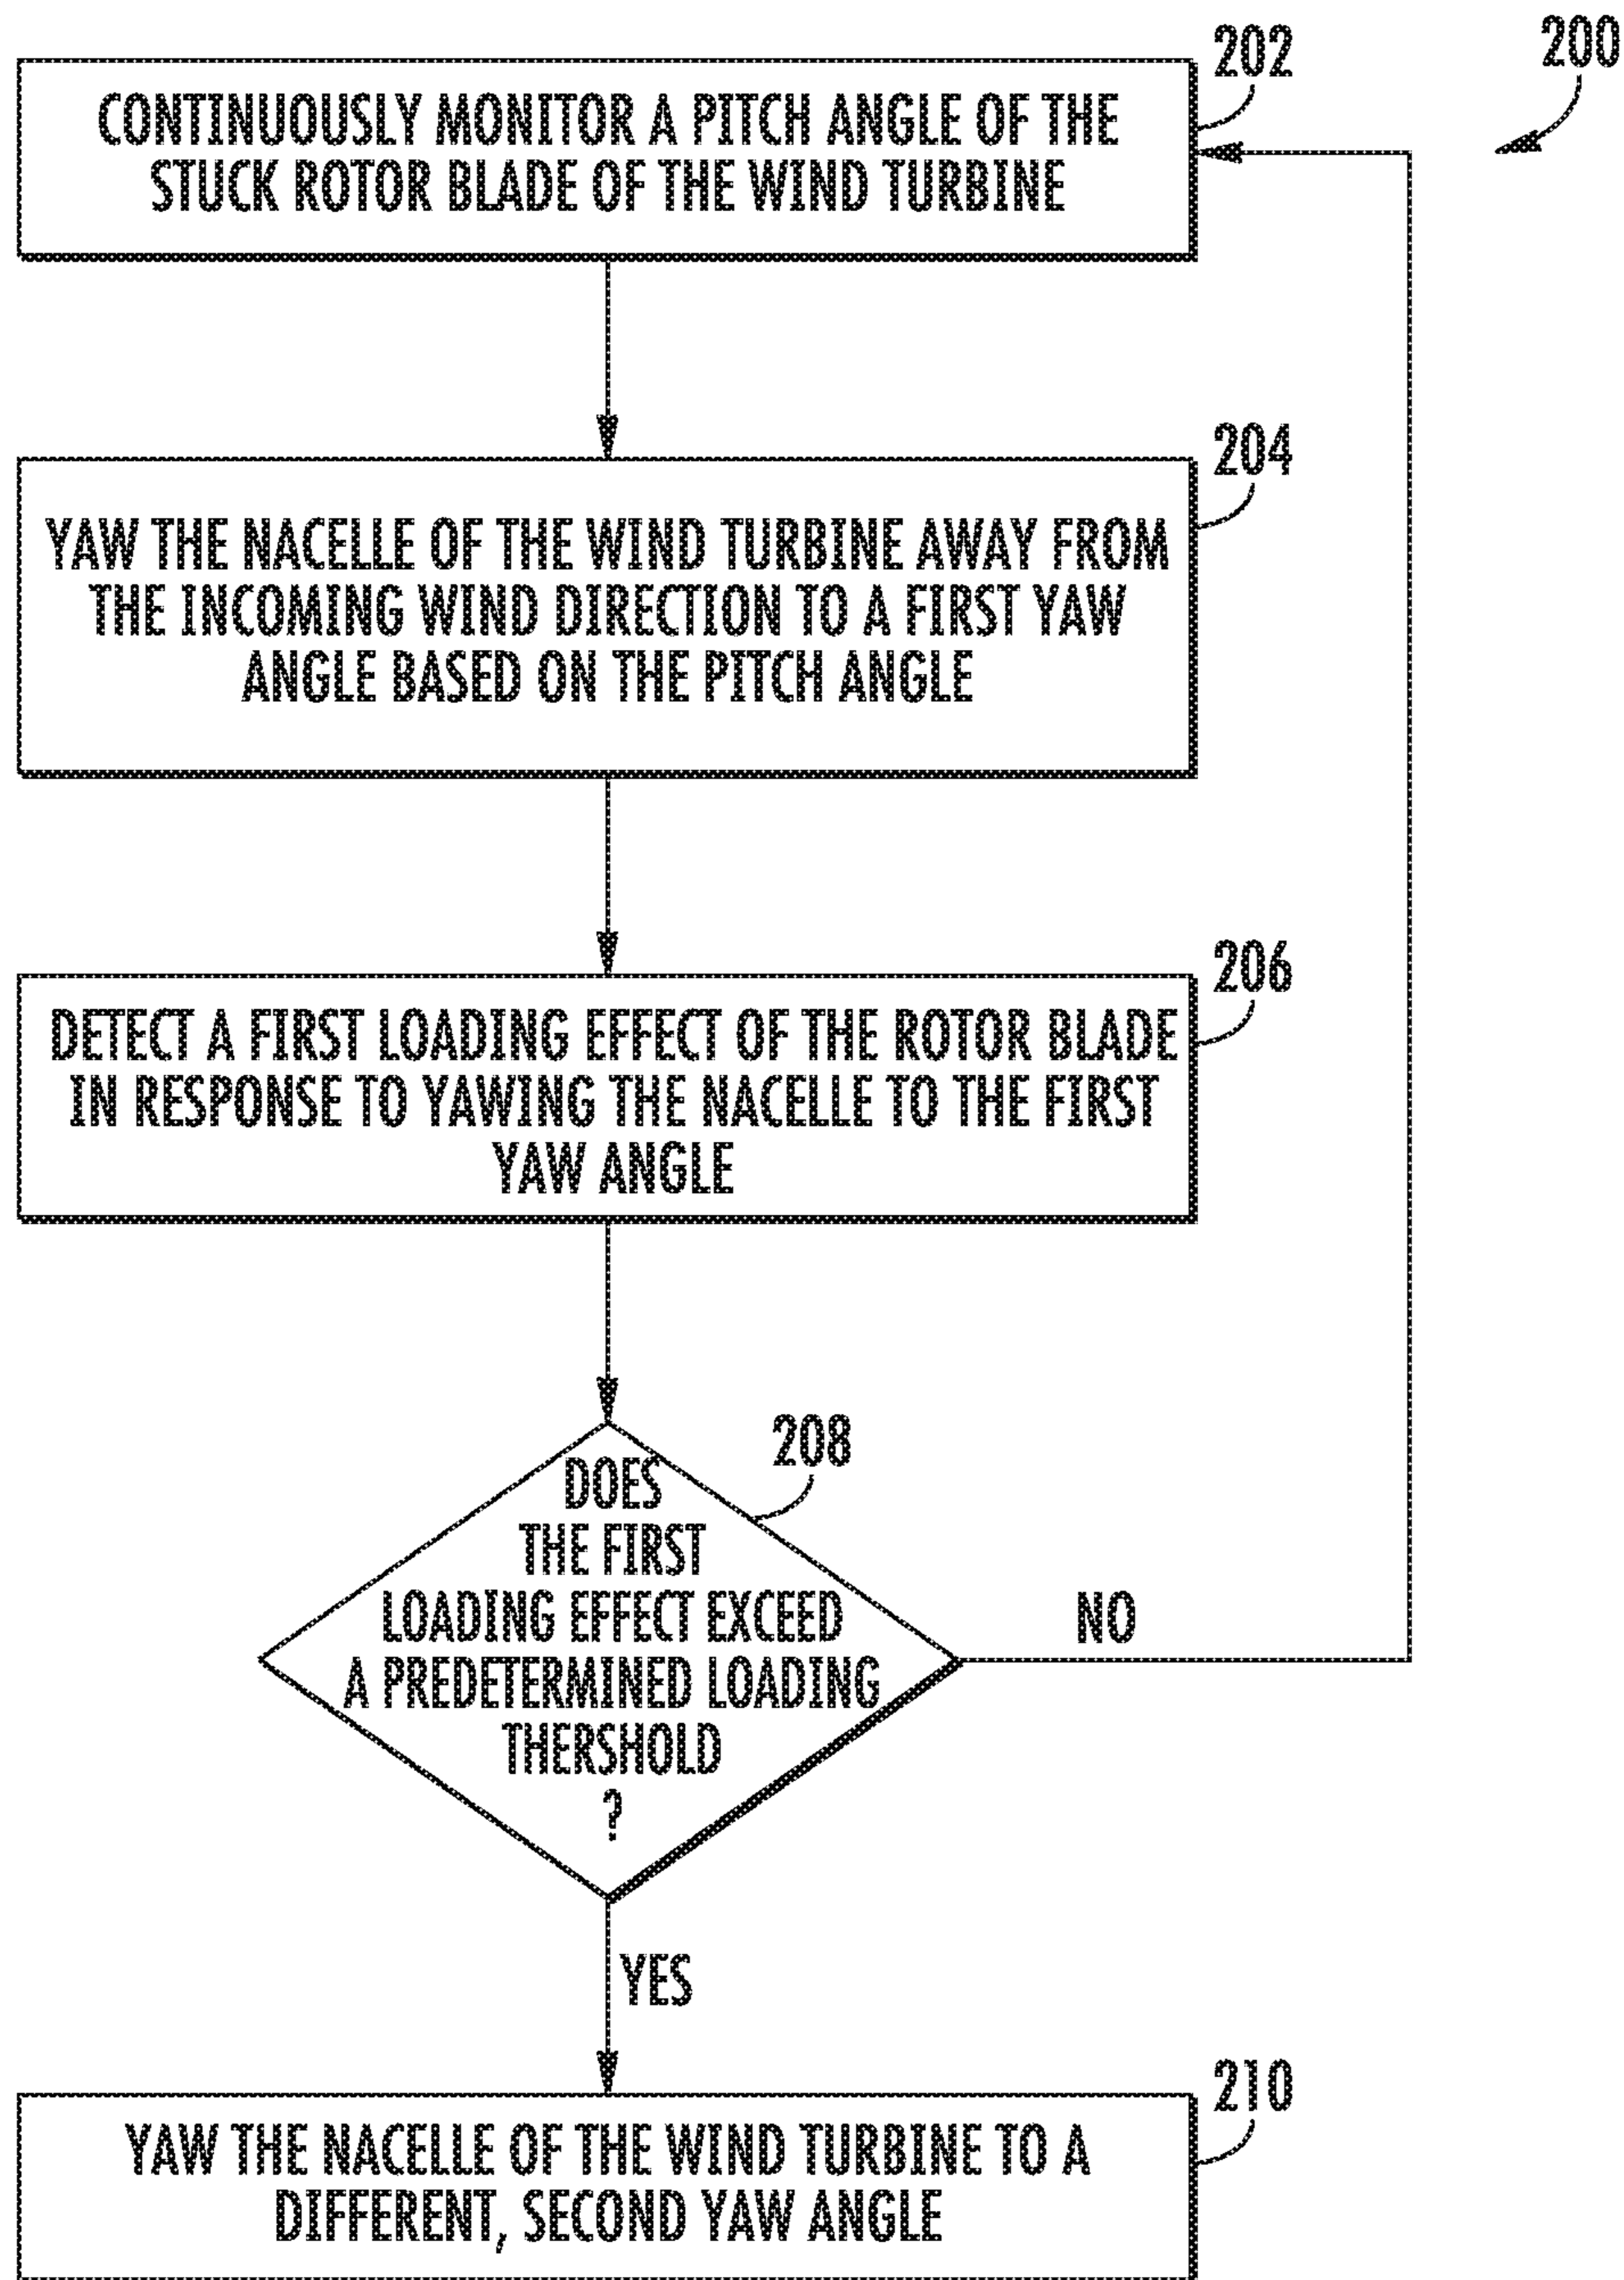 200
202
CONTINUOUSLY MONITOR A PITCH ANGLE OF THE
STUCK ROTOR BLADE OF THE WIND TURBINE
204
YAW THE NACELLE OF THE WIND TURBINE AWAY FROM
THE INCOMING WIND DIRECTION TO A FIRST YAW
ANGLE BASED ON THE PITCH ANGLE
206
DETECT A FIRST LOADING EFFECT OF THE ROTOR BLADE
IN RESPONSE TO YAWING THE NACELLE TO THE FIRST
YAW ANGLE
208
DOES
THE FIRST
LOADING EFFECT EXCEED
A PREDETERMINED LOADING
THERSHOLD
?
NO
YES
210
YAW THE NACELLE OF THE WIND TURBINE TO A
DIFFERENT, SECOND YAW ANGLE